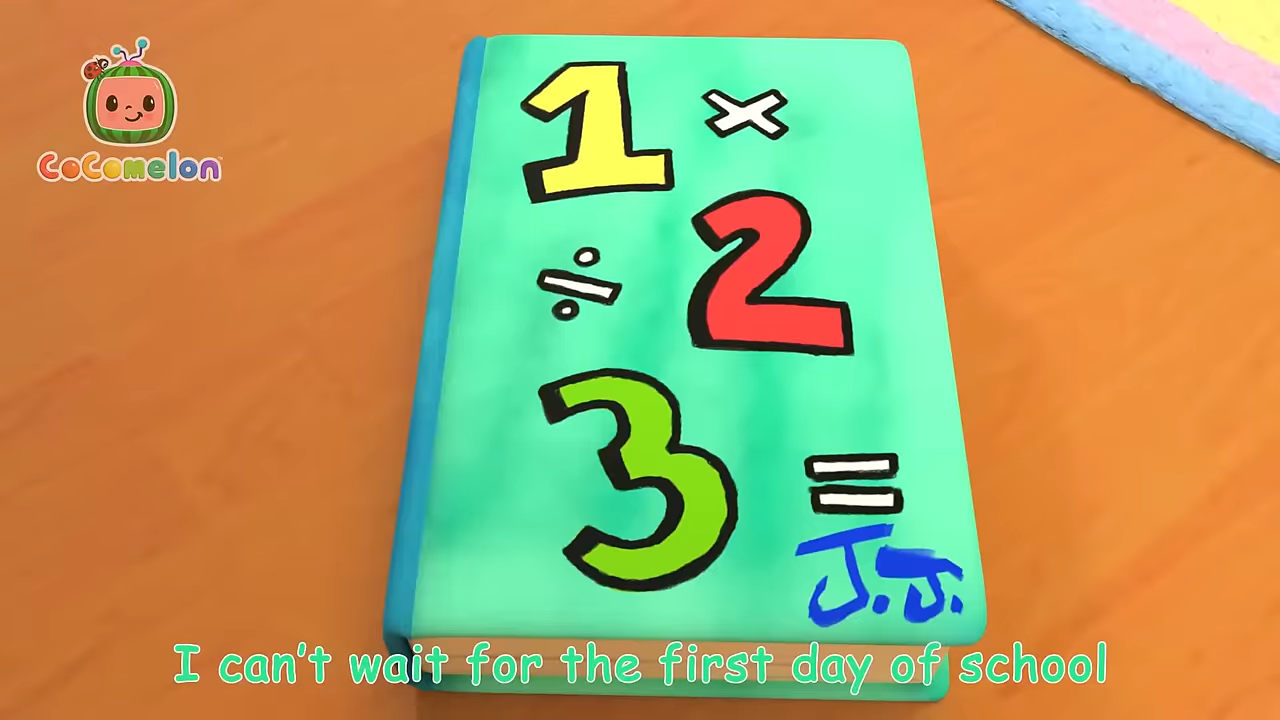 CoComelon
1 ×
÷ 2
3 =
J.J.
I can't wait for the first day of school